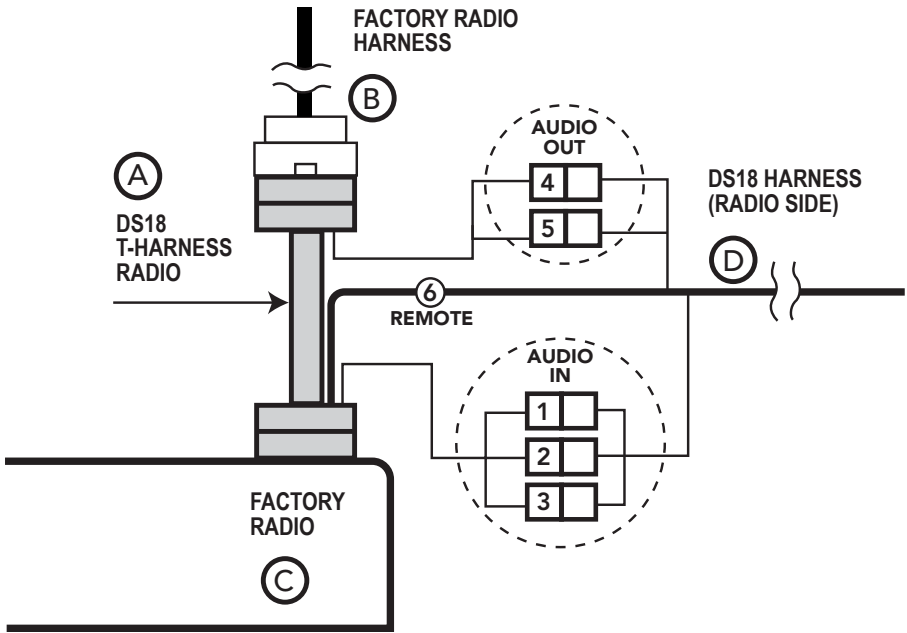 FACTORY RADIO
HARNESS
B
A
DS18
T-HARNESS
RADIO
AUDIO
OUT
4
5
DS18 HARNESS
(RADIO SIDE)
D
6
REMOTE
AUDIO
IN
1
2
3
FACTORY
RADIO
C